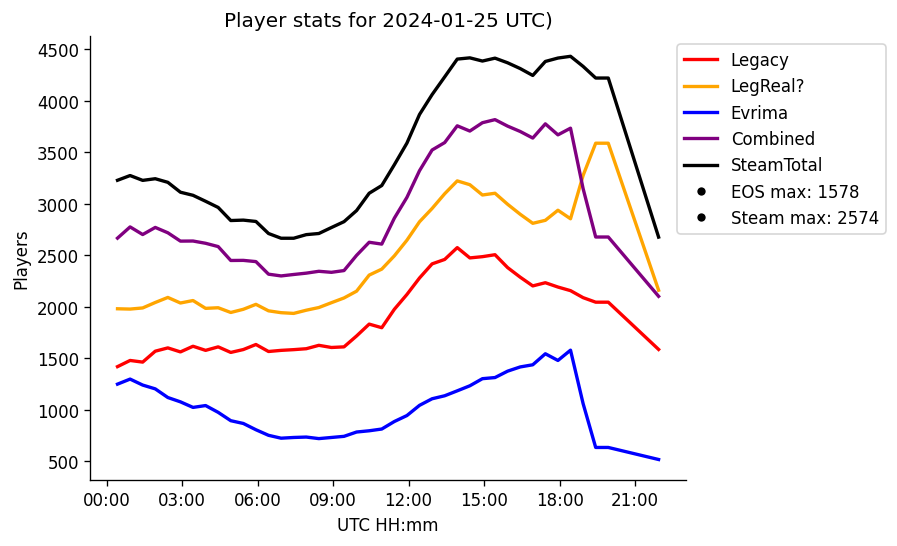 Player stats for 2024-01-25 UTC)
Legacy
LegReal?
Evrima
Combined
SteamTotal
EOS max: 1578
Steam max: 2574
Players
4500
4000
3500
3000
2500
2000
1500
1000
500
00:00 03:00 06:00 09:00 12:00 15:00 18:00 21:00
UTC HH:mm